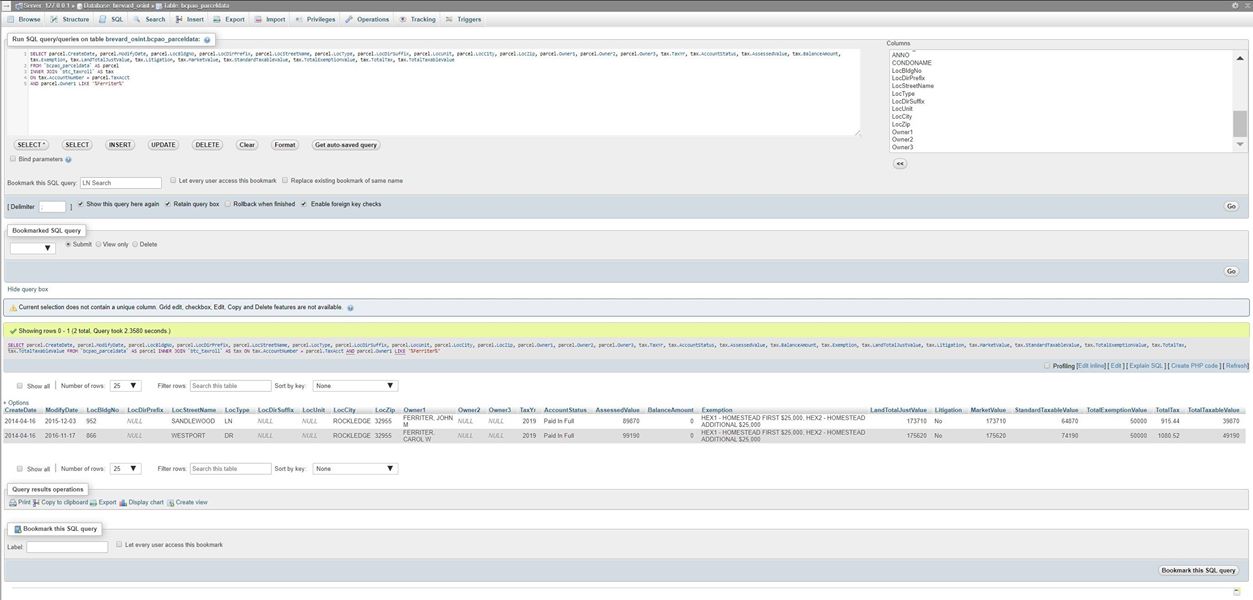 Server: 127.0.0.1 » Database: brevard_osint » Table: bcpao_parceldata
Browse Structure SQL Search Insert Export Import Privileges Operations Tracking Triggers
Run SQL query/queries on table brevard_osint.bcpao_parceldata:
Columns
1 SELECT parcel.CreateDate, parcel.ModifyDate, parcel.LocBldgNo, parcel.LocDirPrefix, parcel.LocStreetName, parcel.LocType, parcel.LocDirSuffix, parcel.LocUnit, parcel.LocCity, parcel.LocZip, parcel.Owner1, parcel.Owner2, parcel.Owner3, tax.TaxYr, tax.AccountStatus, tax.AssessedValue, tax.BalanceAmount,
tax.Exemption, tax.LandTotalJustValue, tax.Litigation, tax.MarketValue, tax.StandardTaxableValue, tax.TotalExemptionValue, tax.TotalTax, tax.TotalTaxableValue
2 FROM `bcpao_parceldata` AS parcel
3 INNER JOIN `btc_taxroll` AS tax
4 ON tax.AccountNumber = parcel.TaxAcct
5 AND parcel.Owner1 LIKE '%Ferriter%'
ANNO
CONDONAME
LocBldgNo
LocDirPrefix
LocStreetName
LocType
LocDirSuffix
LocUnit
LocCity
LocZip
Owner1
Owner2
Owner3
SELECT * SELECT INSERT UPDATE DELETE Clear Format Get auto-saved query
<<
Bind parameters
Bookmark this SQL query: LN Search Let every user access this bookmark Replace existing bookmark of same name
[ Delimiter ; ] Show this query here again Retain query box Rollback when finished Enable foreign key checks Go
Bookmarked SQL query
Submit View only Delete
Go
Hide query box
Current selection does not contain a unique column. Grid edit, checkbox, Edit, Copy and Delete features are not available.
Showing rows 0 - 1 (2 total, Query took 2.3580 seconds.)
SELECT parcel.CreateDate, parcel.ModifyDate, parcel.LocBldgNo, parcel.LocDirPrefix, parcel.LocStreetName, parcel.LocType, parcel.LocDirSuffix, parcel.LocUnit, parcel.LocCity, parcel.LocZip, parcel.Owner1, parcel.Owner2, parcel.Owner3, tax.TaxYr, tax.AccountStatus, tax.AssessedValue, tax.BalanceAmount, tax.Exemption, tax.LandTotalJustValue, tax.Litigation, tax.MarketValue, tax.StandardTaxableValue, tax.TotalExemptionValue, tax.TotalTax,
tax.TotalTaxableValue FROM `bcpao_parceldata` AS parcel INNER JOIN `btc_taxroll` AS tax ON tax.AccountNumber = parcel.TaxAcct AND parcel.Owner1 LIKE '%Ferriter%'
Profiling [Edit inline] [ Edit ] [ Explain SQL ] [ Create PHP code ] [ Refresh]
Show all Number of rows: 25 Filter rows: Search this table Sort by key: None
+ Options
CreateDate ModifyDate LocBldgNo LocDirPrefix LocStreetName LocType LocDirSuffix LocUnit LocCity LocZip Owner1 Owner2 Owner3 TaxYr AccountStatus AssessedValue BalanceAmount Exemption LandTotalJustValue Litigation MarketValue StandardTaxableValue TotalExemptionValue TotalTax TotalTaxableValue
2014-04-16 2015-12-03 952 NULL SANDLEWOOD LN NULL NULL ROCKLEDGE 32955 FERRITER, JOHN M NULL NULL 2019 Paid In Full 89870 0 HEX1 - HOMESTEAD FIRST $25,000, HEX2 - HOMESTEAD ADDITIONAL $25,000 173710 No 173710 64870 50000 915.44 39870
2014-04-16 2016-11-17 866 NULL WESTPORT DR NULL NULL ROCKLEDGE 32955 FERRITER, CAROL W NULL NULL 2019 Paid In Full 99190 0 HEX1 - HOMESTEAD FIRST $25,000, HEX2 - HOMESTEAD ADDITIONAL $25,000 175620 No 175620 74190 50000 1080.52 49190
Show all Number of rows: 25 Filter rows: Search this table Sort by key: None
Query results operations
Print Copy to clipboard Export Display chart Create view
Bookmark this SQL query
Label: Let every user access this bookmark
Bookmark this SQL query